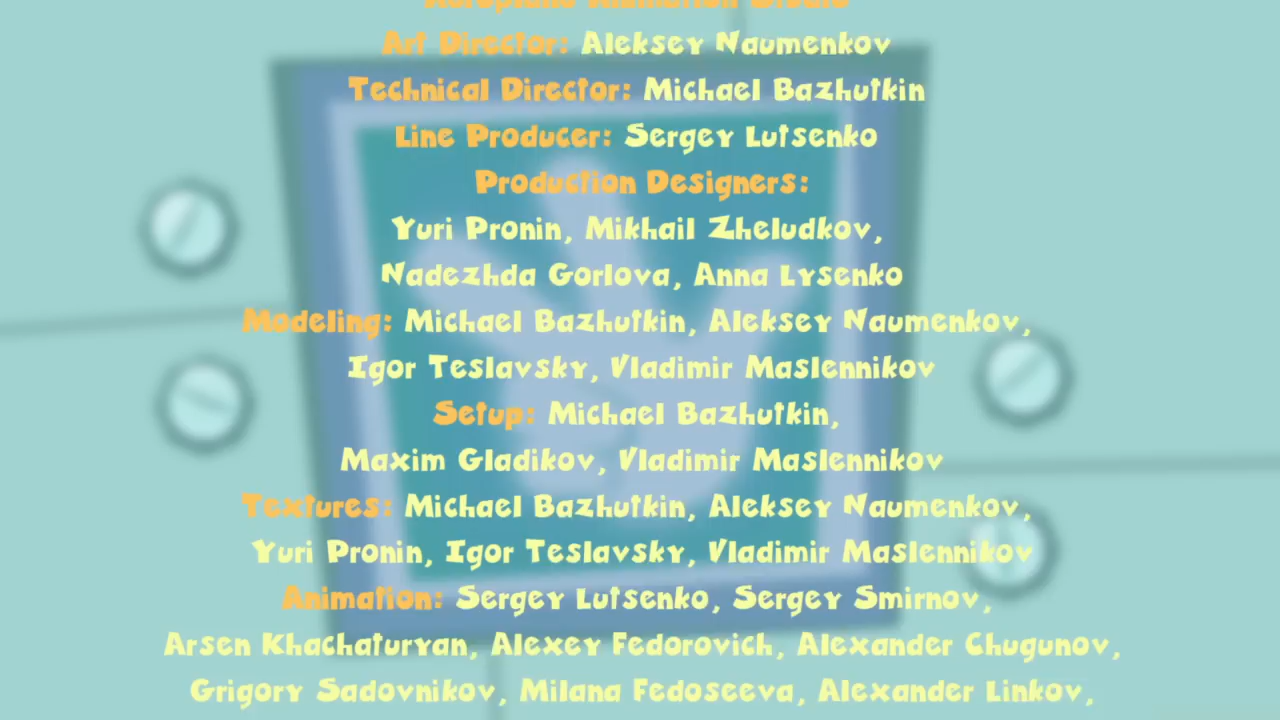 Aeroplane Animation Studio
Art Director: Aleksey Naumenkov
Technical Director: Michael Bazhutkin
Line Producer: Sergey Lutsenko
Production Designers:
Yuri Pronin, Mikhail Zheludkov,
Nadezhda Gorlova, Anna Lysenko
Modeling: Michael Bazhutkin, Aleksey Naumenkov,
Igor Teslavsky, Vladimir Maslennikov
Setup: Michael Bazhutkin,
Maxim Gladikov, Vladimir Maslennikov
Textures: Michael Bazhutkin, Aleksey Naumenkov,
Yuri Pronin, Igor Teslavsky, Vladimir Maslennikov
Animation: Sergey Lutsenko, Sergey Smirnov,
Arsen Khachaturyan, Alexey Fedorovich, Alexander Chugunov,
Grigory Sadovnikov, Milana Fedoseeva, Alexander Linkov,